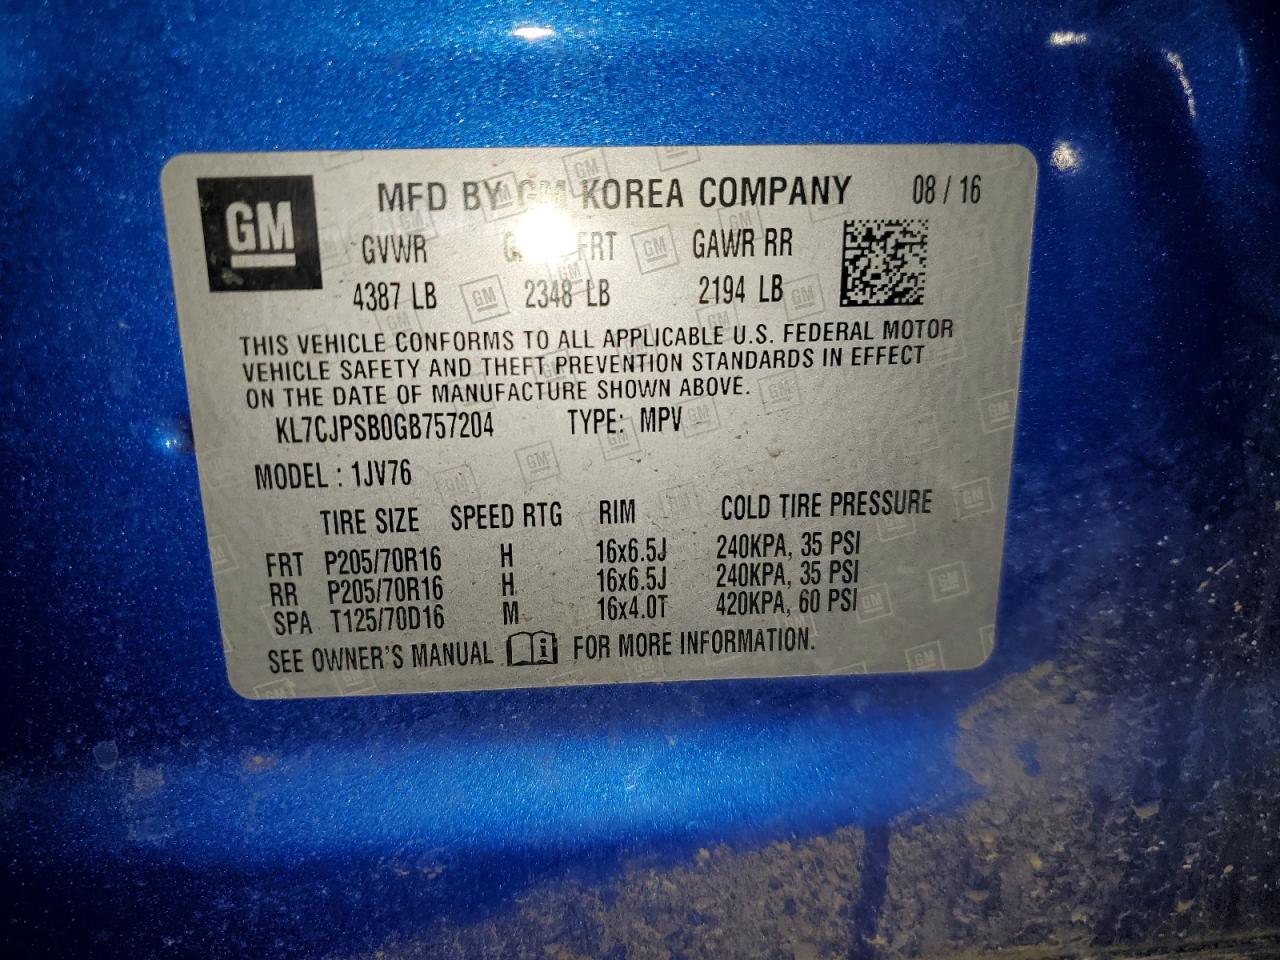 GM
MFD BY GM KOREA COMPANY 08 / 16
GVWR FRT GAWR RR
4387 LB 2348 LB 2194 LB
THIS VEHICLE CONFORMS TO ALL APPLICABLE U.S. FEDERAL MOTOR
VEHICLE SAFETY AND THEFT PREVENTION STANDARDS IN EFFECT
ON THE DATE OF MANUFACTURE SHOWN ABOVE.
KL7CJPSB0GB757204 TYPE: MPV
MODEL : 1JV76
TIRE SIZE SPEED RTG RIM COLD TIRE PRESSURE
FRT P205/70R16 H 16x6.5J 240KPA, 35 PSI
RR P205/70R16 H 16x6.5J 240KPA, 35 PSI
SPA T125/70D16 M 16x4.0T 420KPA, 60 PSI
SEE OWNER'S MANUAL FOR MORE INFORMATION.